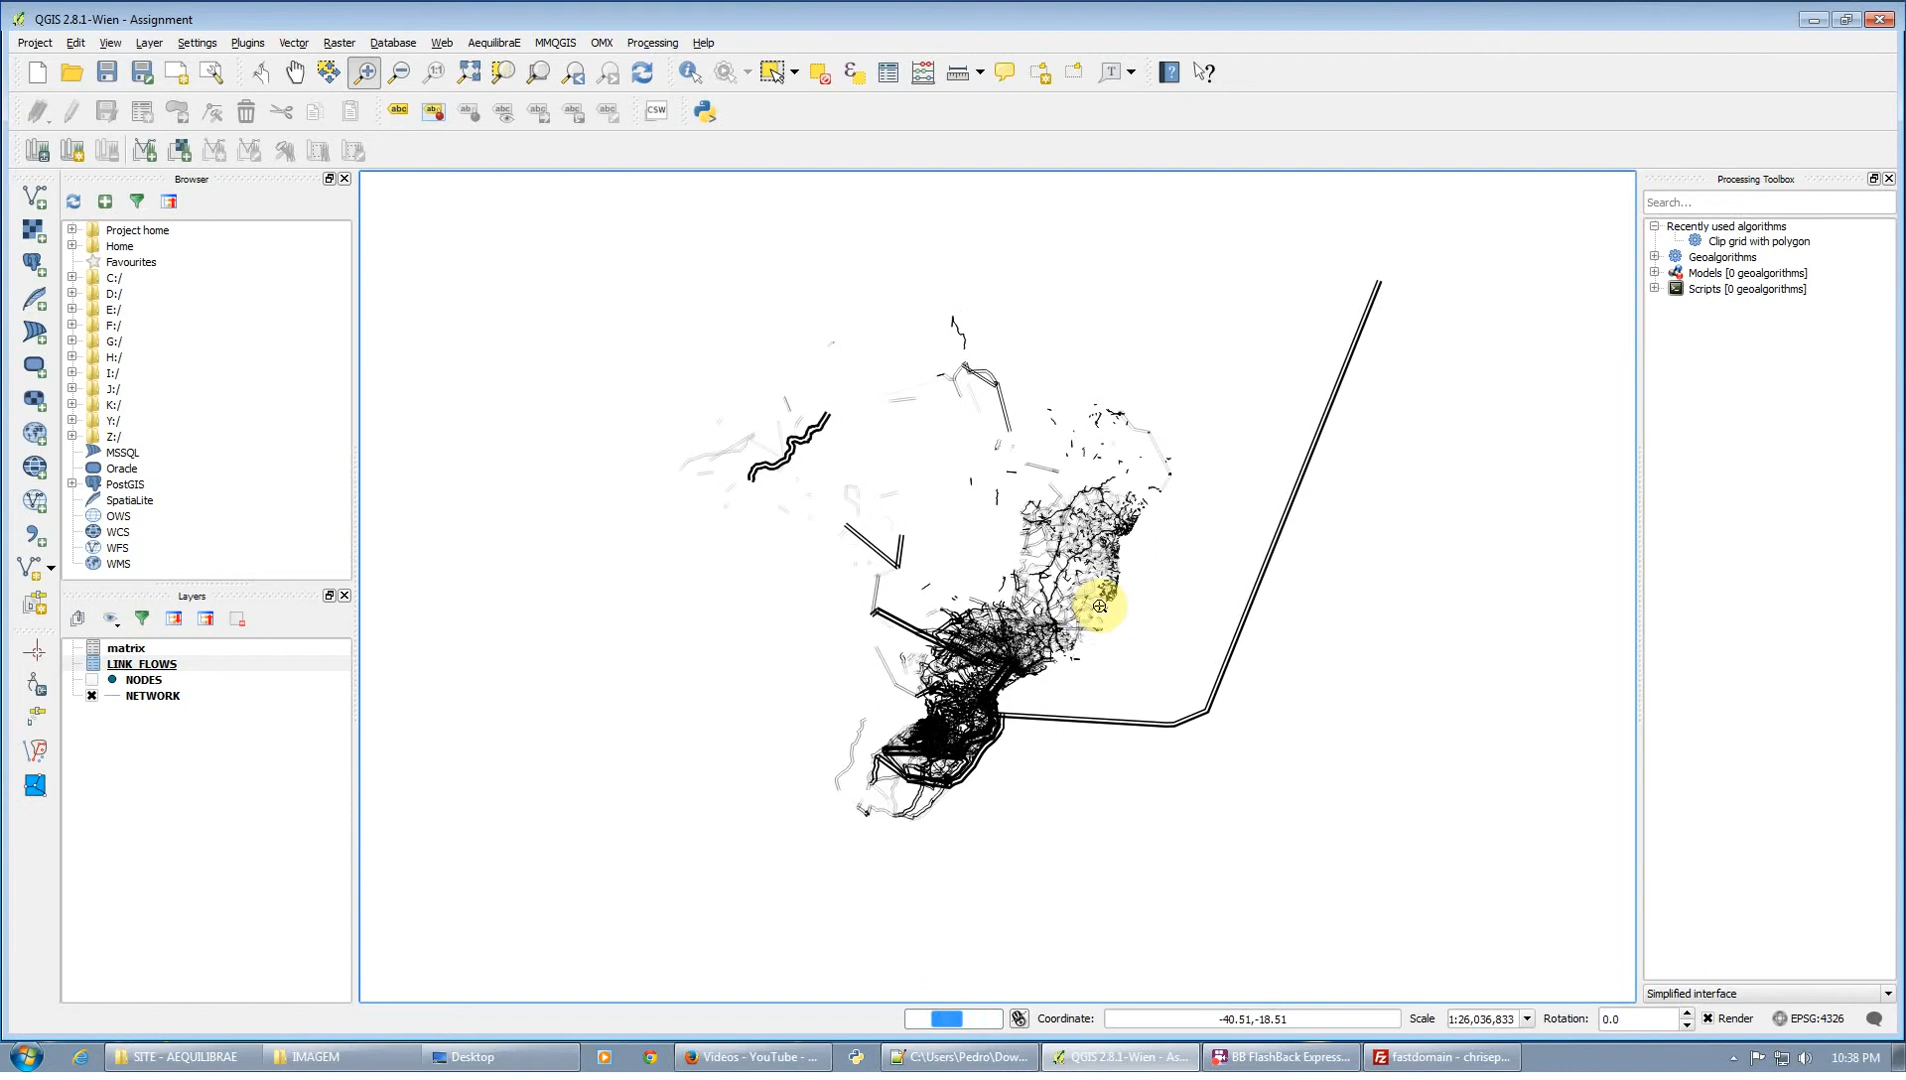 QGIS 2.8.1-Wien - Assignment
Project Edit View Layer Settings Plugins Vector Raster Database Web AequilibraE MMQGIS OMX Processing Help
abc
CSW
Browser
Project home
Home
Favourites
C:/
D:/
E:/
F:/
G:/
H:/
I:/
J:/
K:/
Y:/
Z:/
MSSQL
Oracle
PostGIS
SpatiaLite
OWS
WCS
WFS
WMS
Layers
matrix
LINK_FLOWS
NODES
NETWORK
Processing Toolbox
Search...
Recently used algorithms
Clip grid with polygon
Geoalgorithms
Models [0 geoalgorithms]
Scripts [0 geoalgorithms]
Simplified interface
Coordinate: -40.51,-18.51 Scale 1:26,036,833 Rotation: 0.0 Render EPSG:4326
SITE - AEQUILIBRAE IMAGEM Desktop Videos - YouTube - ... C:\Users\Pedro\Dow... QGIS 2.8.1-Wien - As... BB FlashBack Express... fastdomain - chrisep... 10:38 PM